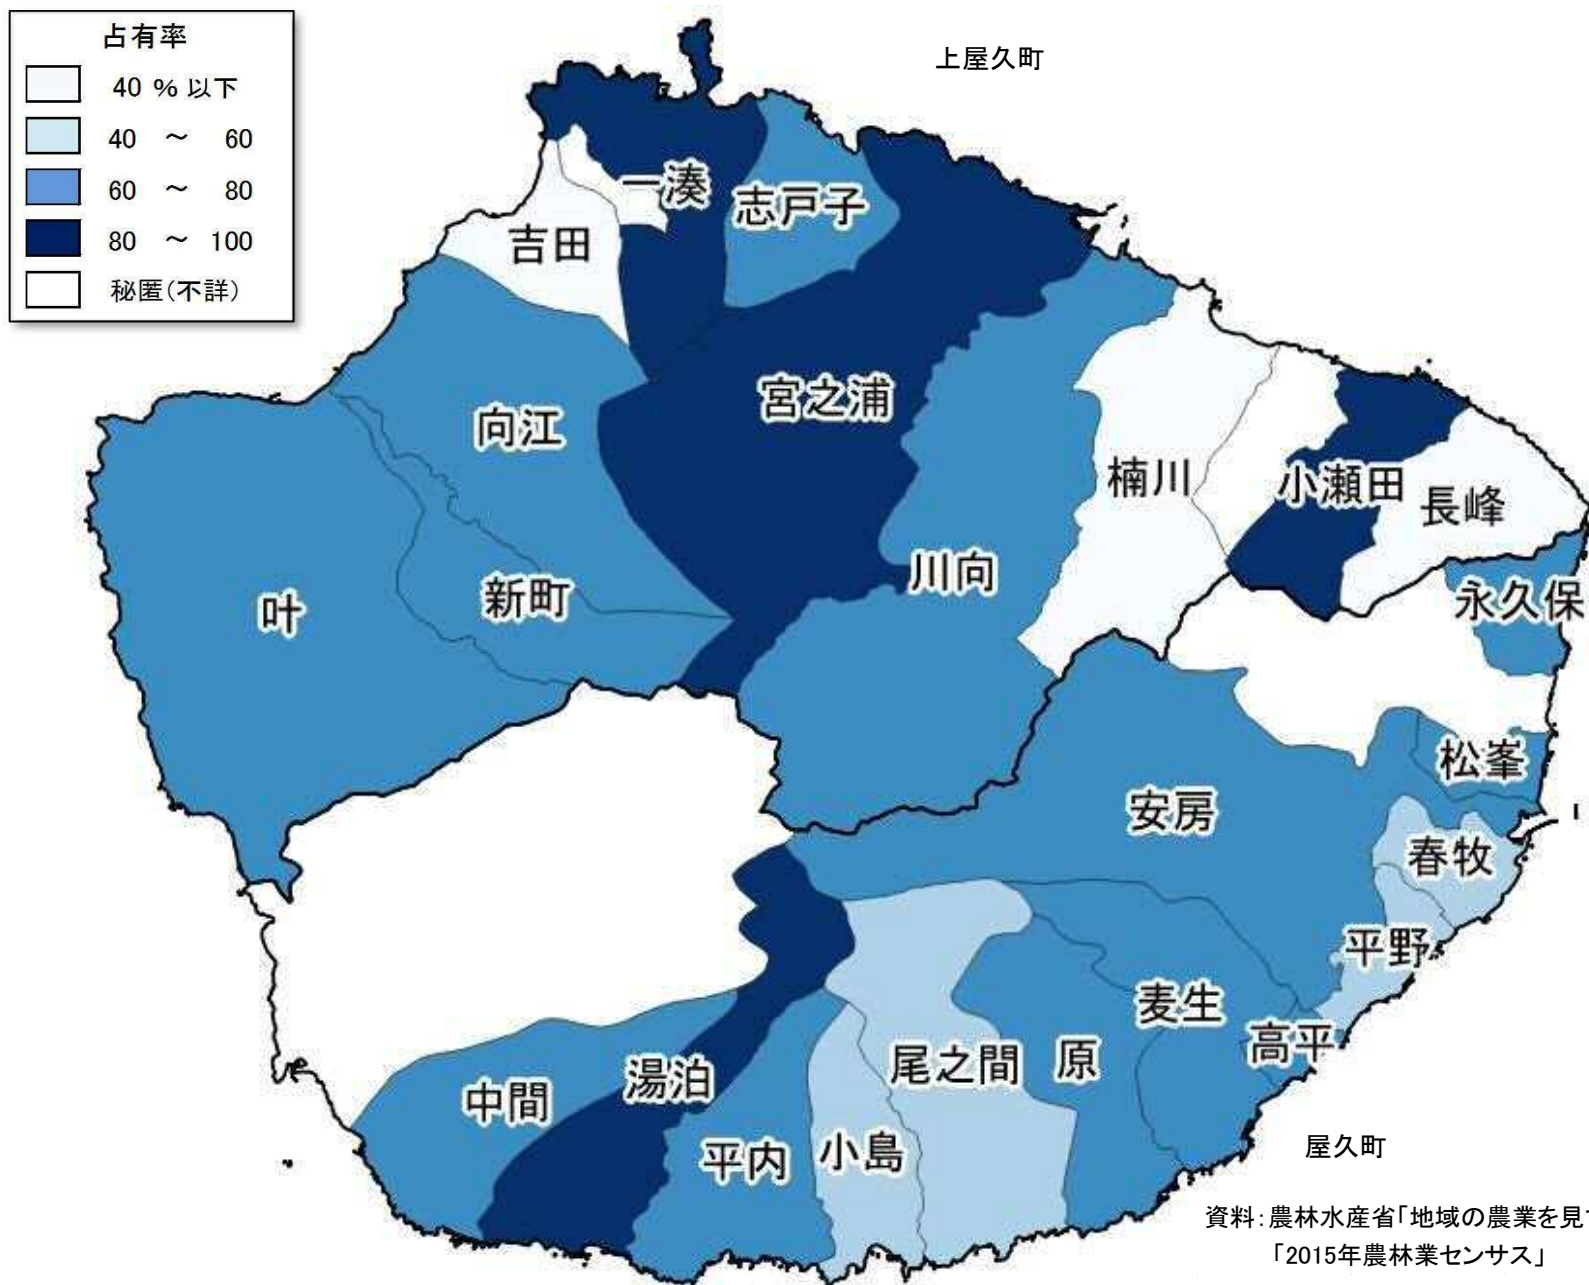 占有率
40 % 以下
40 ～ 60
60 ～ 80
80 ～ 100
秘匿(不詳)
上屋久町
一湊
志戸子
吉田
宮之浦
向江
楠川
小瀬田
長峰
川向
新町
叶
永久保
松峯
安房
春牧
平野
麦生
高平
原
尾之間
湯泊
中間
平内
小島
屋久町
資料：農林水産省「地域の農業を見
「2015年農林業センサス」